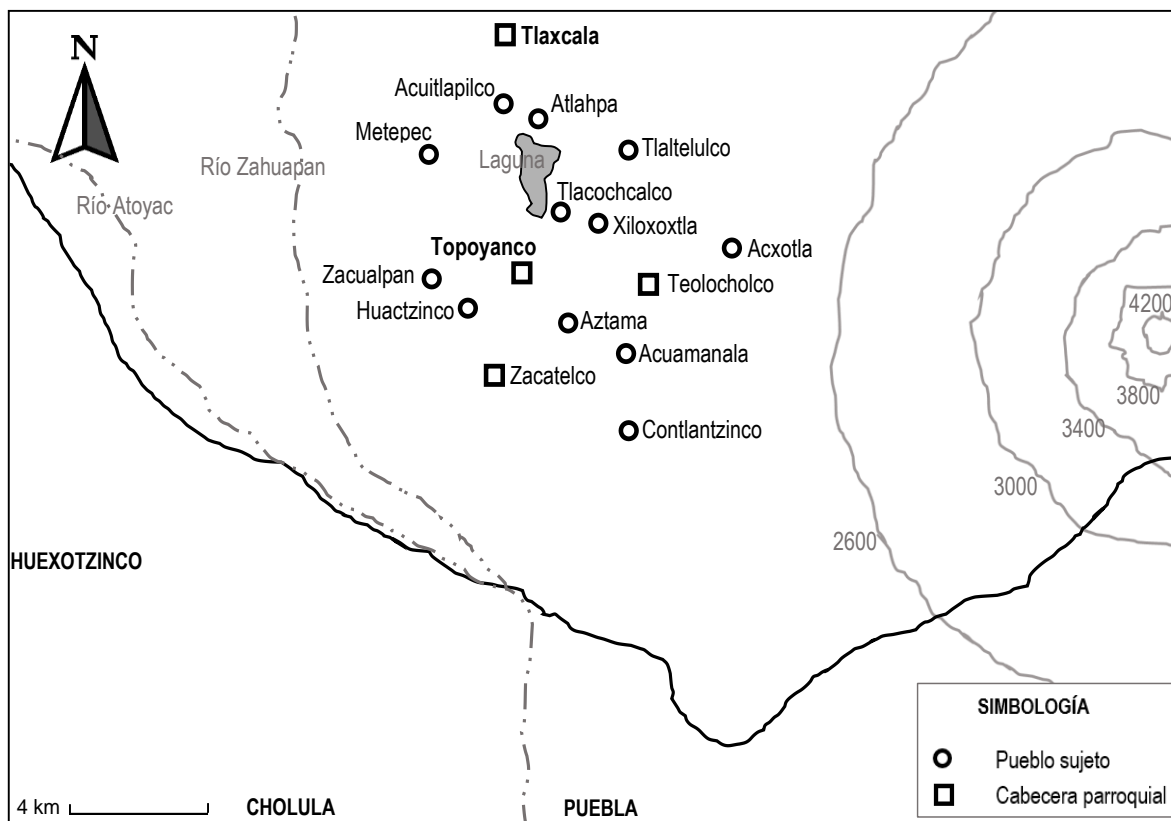 N
Tlaxcala
Acuitlapilco
Atlahpa
Metepec
Tlaltelulco
Río Zahuapan
Laguna
Tlacochcalco
Río Atoyac
Xiloxoxtla
Topoyanco
Acxotla
Zacualpan
Teolocholco
Huactzinco
Aztama
4200
Acuamanala
Zacatelco
3800
3400
Contlantzinco
3000
2600
HUEXOTZINCO
SIMBOLOGÍA
Pueblo sujeto
Cabecera parroquial
4 km
CHOLULA
PUEBLA